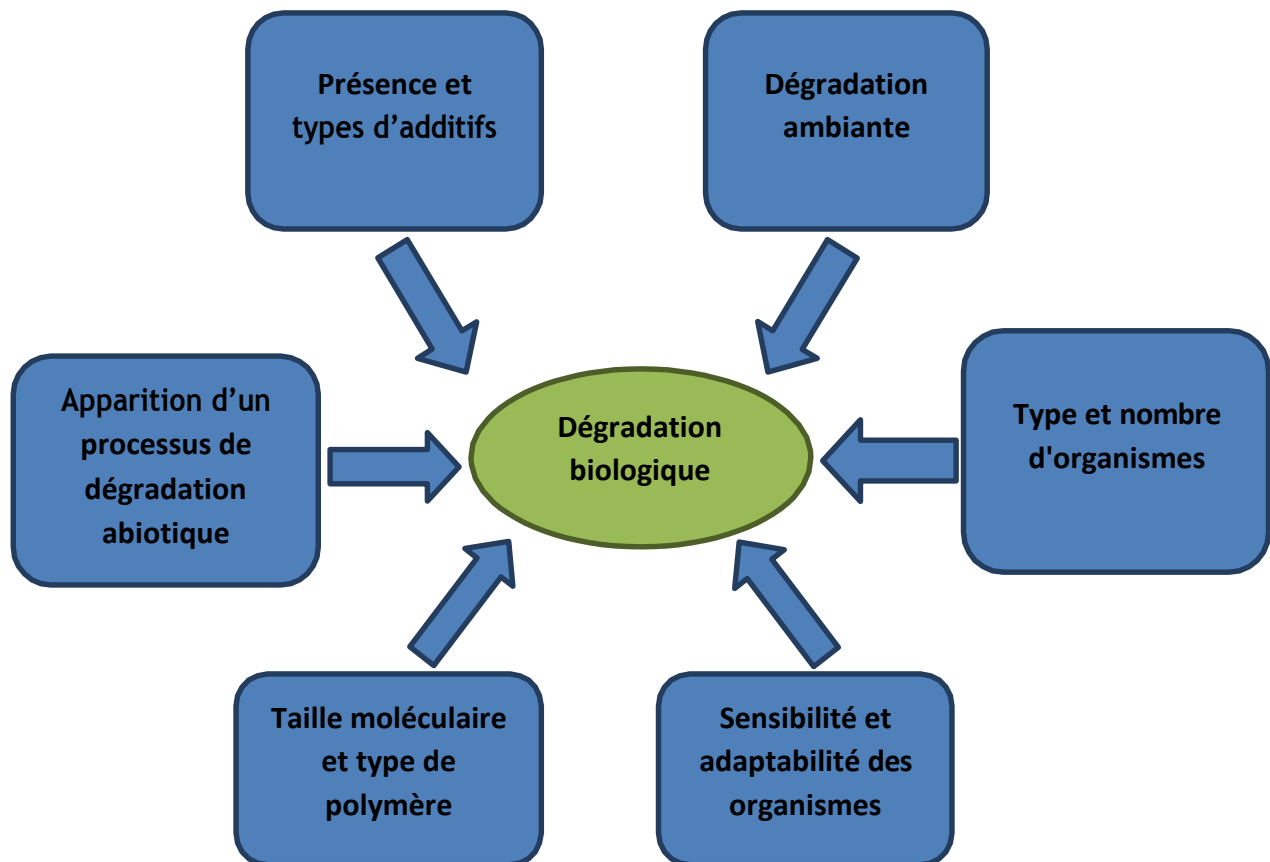 Présence et
types d’additifs
Dégradation
ambiante
Apparition d’un
processus de
dégradation
abiotique
Dégradation
biologique
Type et nombre
d'organismes
Taille moléculaire
et type de
polymère
Sensibilité et
adaptabilité des
organismes